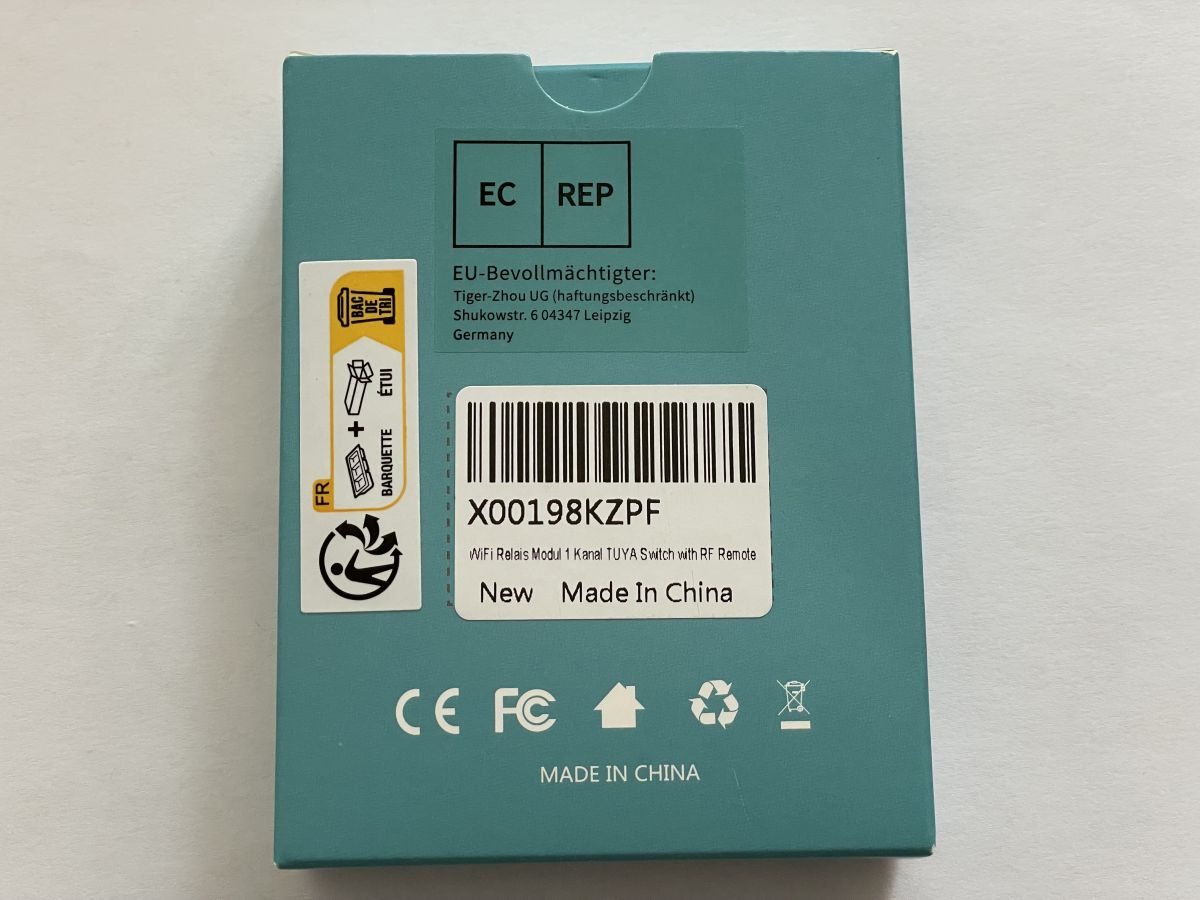 EC REP
EU-Bevollmächtigter:
Tiger-Zhou UG (haftungsbeschränkt)
Shukowstr. 6 04347 Leipzig
Germany
FR
BARQUETTE + ÉTUI
BAC
DE
TRI
X00198KZPF
WiFi Relais Modul 1 Kanal TUYA Switch with RF Remote
New Made In China
CE FC
MADE IN CHINA